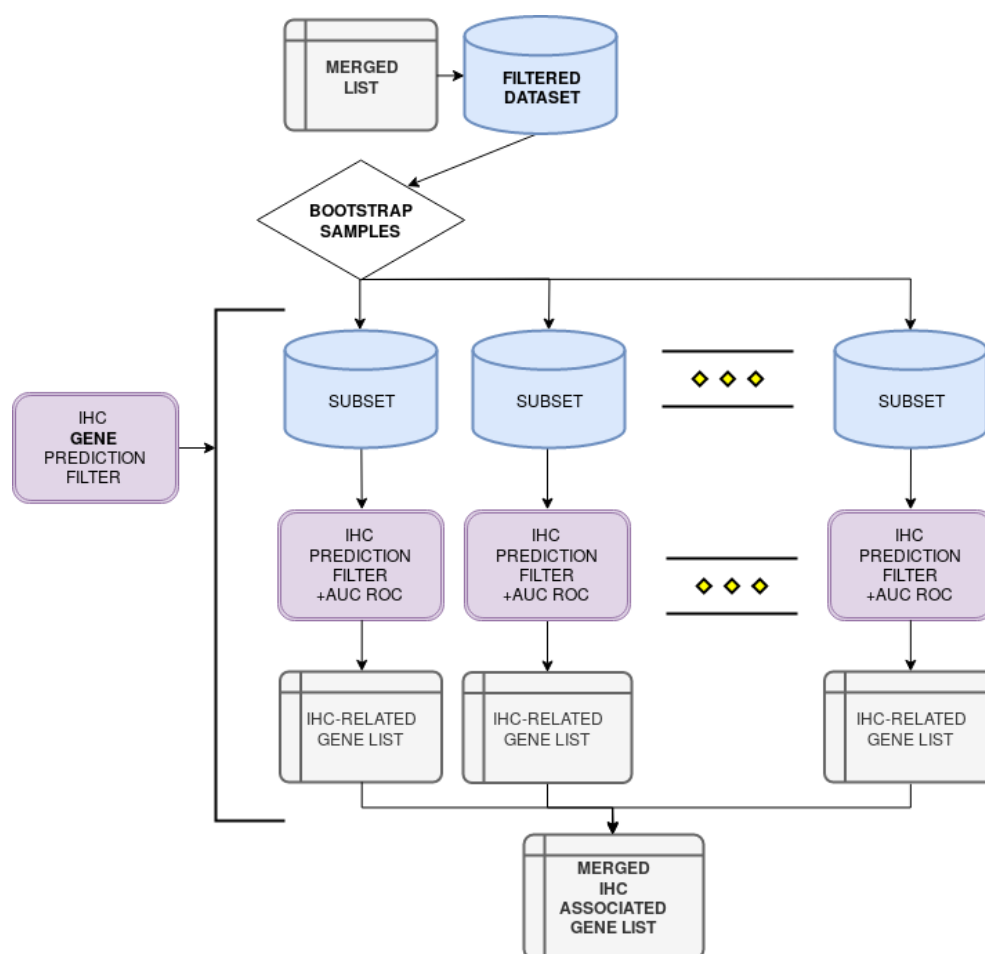 MERGED
LIST
FILTERED
DATASET
BOOTSTRAP
SAMPLES
SUBSET
SUBSET
SUBSET
IHC
GENE
PREDICTION
FILTER
IHC
PREDICTION
FILTER
+AUC ROC
IHC
PREDICTION
FILTER
+AUC ROC
IHC
PREDICTION
FILTER
+AUC ROC
IHC-RELATED
GENE LIST
IHC-RELATED
GENE LIST
IHC-RELATED
GENE LIST
MERGED
IHC
ASSOCIATED
GENE LIST